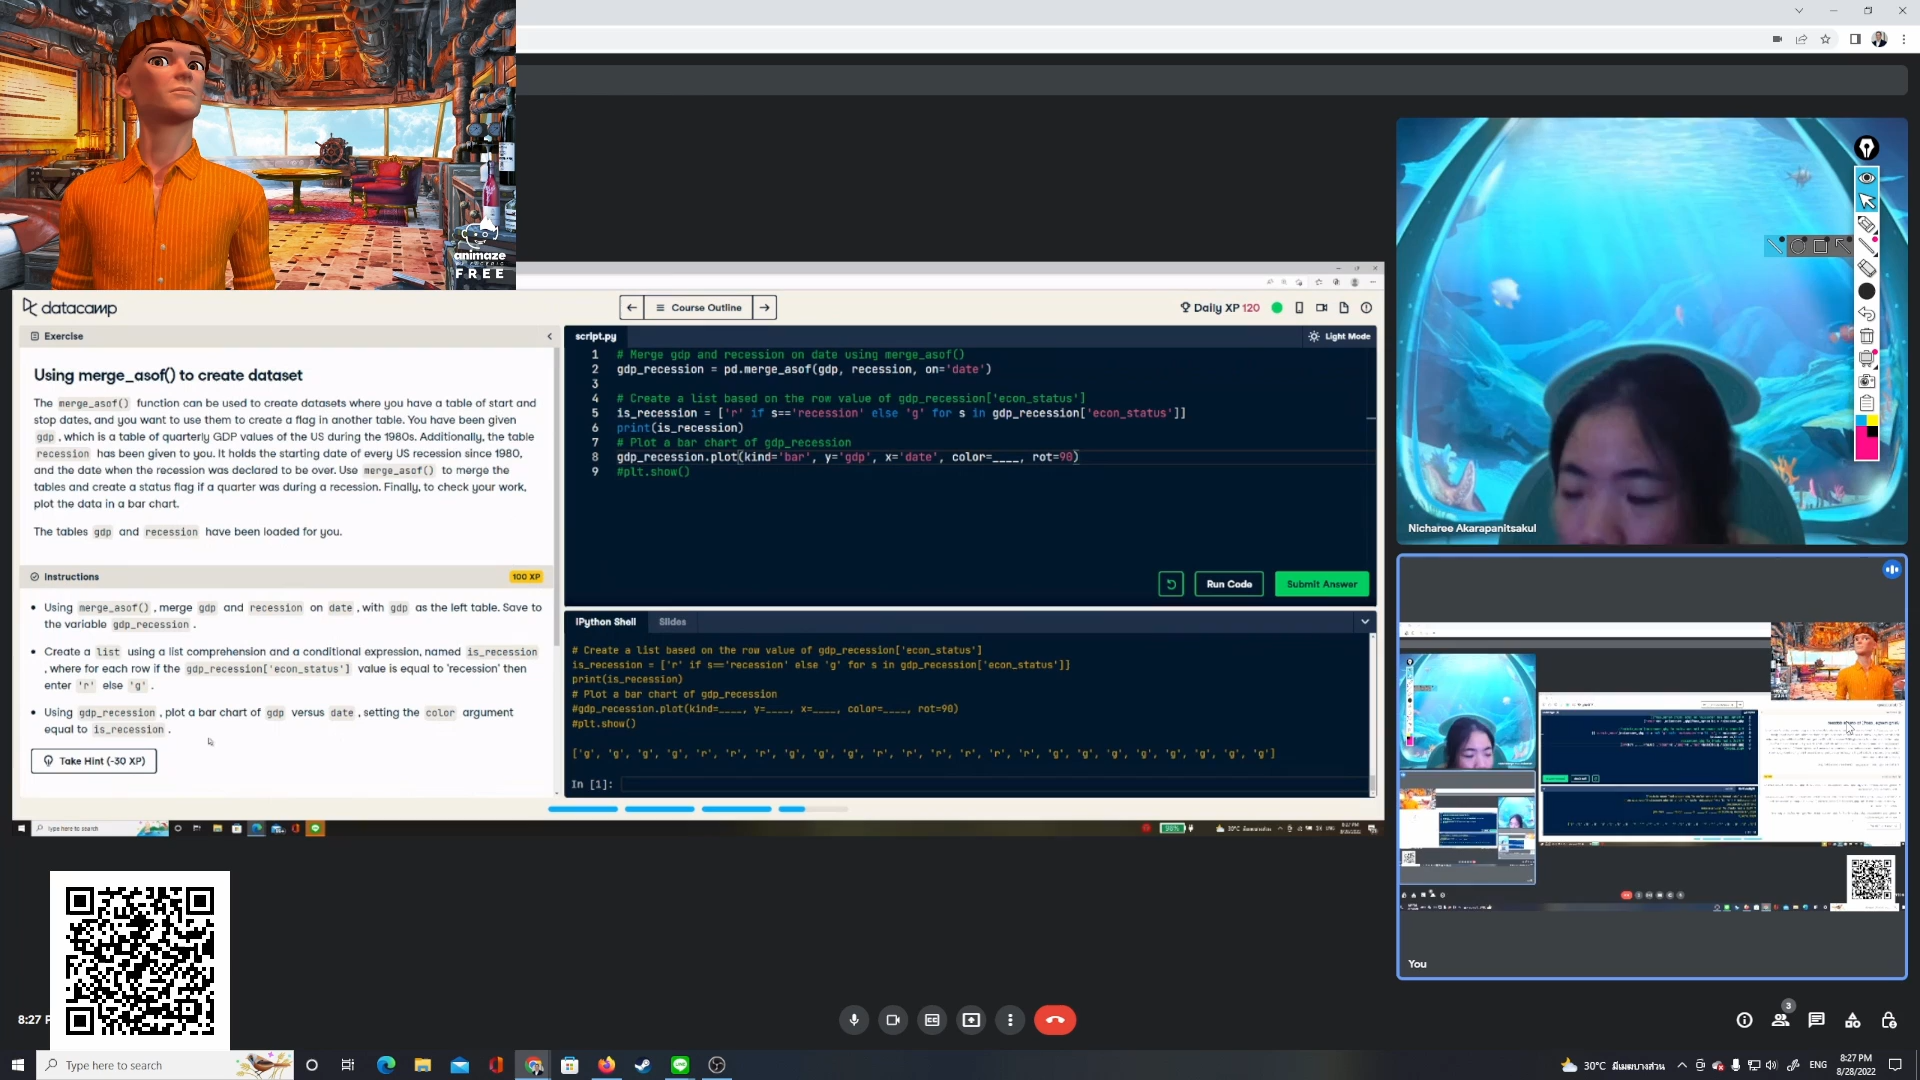 animaze
FREE
datacamp
Course Outline
Daily XP 120
Exercise
Using merge_asof() to create dataset
The merge_asof() function can be used to create datasets where you have a table of start and
stop dates, and you want to use them to create a flag in another table. You have been given
gdp , which is a table of quarterly GDP values of the US during the 1980s. Additionally, the table
recession has been given to you. It holds the starting date of every US recession since 1980,
and the date when the recession was declared to be over. Use merge_asof() to merge the
tables and create a status flag if a quarter was during a recession. Finally, to check your work,
plot the data in a bar chart.
The tables gdp and recession have been loaded for you.
Instructions
100 XP
• Using merge_asof() , merge gdp and recession on date , with gdp as the left table. Save to
the variable gdp_recession .
• Create a list using a list comprehension and a conditional expression, named is_recession
, where for each row if the gdp_recession['econ_status'] value is equal to 'recession' then
enter 'r' else 'g' .
• Using gdp_recession , plot a bar chart of gdp versus date , setting the color argument
equal to is_recession .
Take Hint (-30 XP)
script.py
Light Mode
1 # Merge gdp and recession on date using merge_asof()
2 gdp_recession = pd.merge_asof(gdp, recession, on='date')
3
4 # Create a list based on the row value of gdp_recession['econ_status']
5 is_recession = ['r' if s=='recession' else 'g' for s in gdp_recession['econ_status']]
6 print(is_recession)
7 # Plot a bar chart of gdp_recession
8 gdp_recession.plot(kind='bar', y='gdp', x='date', color=____, rot=90)
9 #plt.show()
Run Code
Submit Answer
IPython Shell
Slides
# Create a list based on the row value of gdp_recession['econ_status']
is_recession = ['r' if s=='recession' else 'g' for s in gdp_recession['econ_status']]
print(is_recession)
# Plot a bar chart of gdp_recession
#gdp_recession.plot(kind=____, y=____, x=____, color=____, rot=90)
#plt.show()
['g', 'g', 'g', 'g', 'r', 'r', 'r', 'g', 'g', 'g', 'r', 'r', 'r', 'r', 'r', 'r', 'g', 'g', 'g', 'g', 'g', 'g', 'g', 'g']
In [1]:
Type here to search
Nicharee Akarapanitsakul
You
3
8:27 P
Type here to search
30°C มีเมฆบางส่วน
ENG
8:27 PM
8/28/2022